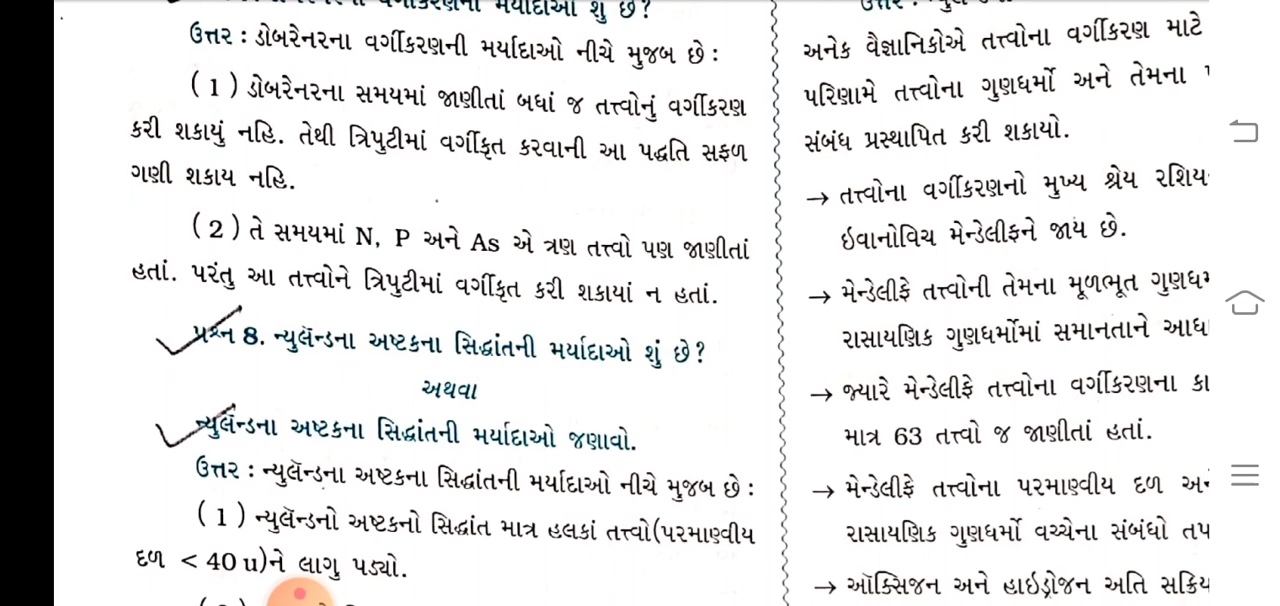 મર્યાદાઓ શું છે?
ઉત્તર : ડોબરેનરના વર્ગીકરણની મર્યાદાઓ નીચે મુજબ છે :
( 1 ) ડોબરેનરના સમયમાં જાણીતાં બધાં જ તત્ત્વોનું વર્ગીકરણ
કરી શકાયું નહિ. તેથી ત્રિપુટીમાં વર્ગીકૃત કરવાની આ પદ્ધતિ સફળ
ગણી શકાય નહિ.
( 2 ) તે સમયમાં N, P અને As એ ત્રણ તત્ત્વો પણ જાણીતાં
હતાં. પરંતુ આ તત્ત્વોને ત્રિપુટીમાં વર્ગીકૃત કરી શકાયાં ન હતાં.
પ્રશ્ન 8. ન્યુલૅન્ડના અષ્ટકના સિદ્ધાંતની મર્યાદાઓ શું છે?
અથવા
ન્યુલૅન્ડના અષ્ટકના સિદ્ધાંતની મર્યાદાઓ જણાવો.
ઉત્તર : ન્યુલૅન્ડના અષ્ટકના સિદ્ધાંતની મર્યાદાઓ નીચે મુજબ છે :
( 1 ) ન્યુલૅન્ડનો અષ્ટકનો સિદ્ધાંત માત્ર હલકાં તત્ત્વો(પરમાણ્વીય
દળ < 40 u)ને લાગુ પડ્યો.
અનેક વૈજ્ઞાનિકોએ તત્ત્વોના વર્ગીકરણ માટે
પરિણામે તત્ત્વોના ગુણધર્મો અને તેમના
સંબંધ પ્રસ્થાપિત કરી શકાયો.
→ તત્ત્વોના વર્ગીકરણનો મુખ્ય શ્રેય રશિય
ઇવાનોવિચ મેન્ડેલીફને જાય છે.
→ મેન્ડેલીફે તત્ત્વોની તેમના મૂળભૂત ગુણધ
રાસાયણિક ગુણધર્મોમાં સમાનતાને આધા
→ જ્યારે મેન્ડેલીફે તત્ત્વોના વર્ગીકરણના કા
માત્ર 63 તત્ત્વો જ જાણીતાં હતાં.
→ મેન્ડેલીફે તત્ત્વોના પરમાણ્વીય દળ અ
રાસાયણિક ગુણધર્મો વચ્ચેના સંબંધો તપ
→ ઑક્સિજન અને હાઇડ્રોજન અતિ સક્રિય